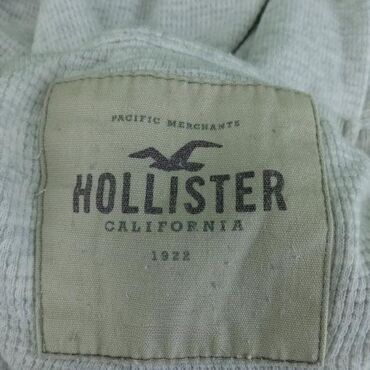 PACIFIC MERCHANTS
HOLLISTER
CALIFORNIA
1922